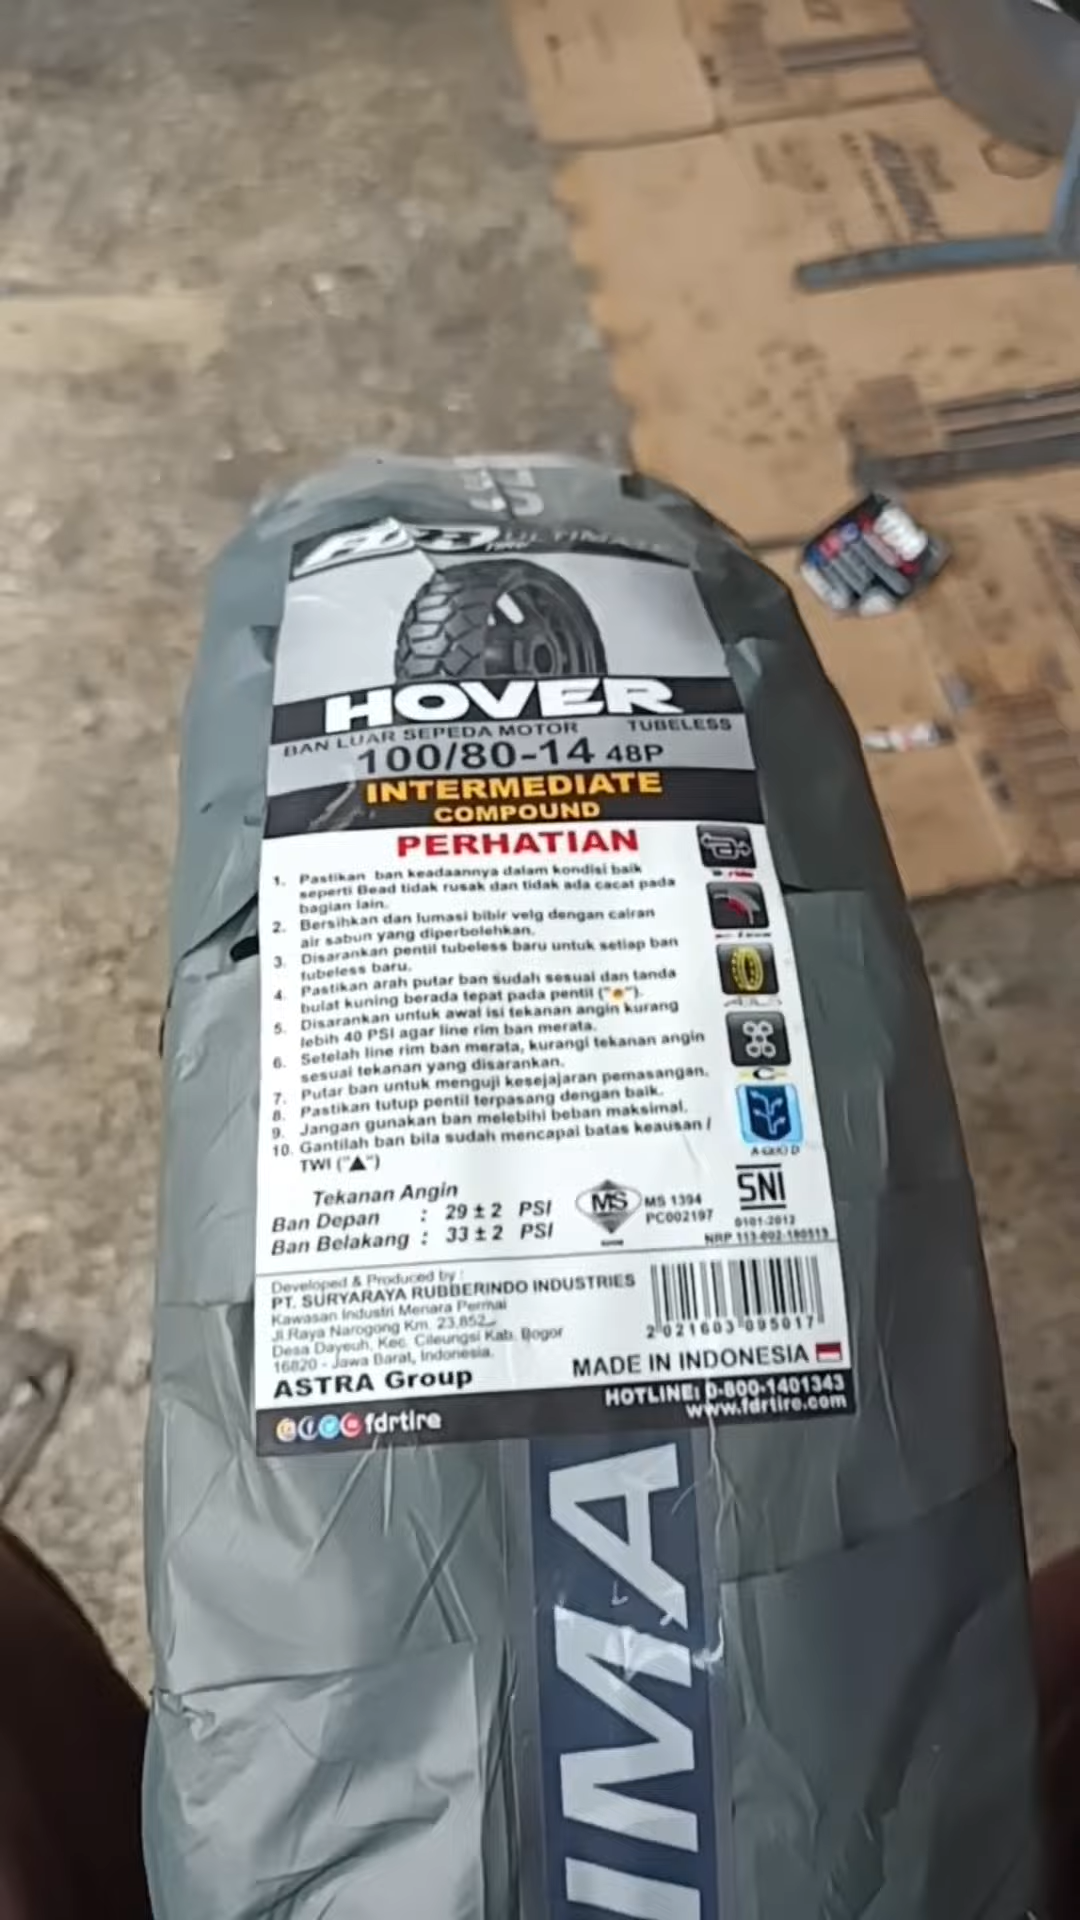 FDR TIRE ULTIMATE
HOVER
BAN LUAR SEPEDA MOTOR TUBELESS
100/80-14 48P
INTERMEDIATE
COMPOUND
PERHATIAN
1. Pastikan ban keadaannya dalam kondisi baik
seperti Bead tidak rusak dan tidak ada cacat pada
bagian lain.
2. Bersihkan dan lumasi bibir velg dengan cairan
air sabun yang diperbolehkan.
3. Disarankan pentil tubeless baru untuk setiap ban
tubeless baru.
4. Pastikan arah putar ban sudah sesuai dan tanda
bulat kuning berada tepat pada pentil ("●").
5. Disarankan untuk awal isi tekanan angin kurang
lebih 40 PSI agar line rim ban merata.
6. Setelah line rim ban merata, kurangi tekanan angin
sesuai tekanan yang disarankan.
7. Putar ban untuk menguji kesejajaran pemasangan.
8. Pastikan tutup pentil terpasang dengan baik.
9. Jangan gunakan ban melebihi beban maksimal.
10. Gantilah ban bila sudah mencapai batas keausan /
TWI ("▲")
Tekanan Angin
Ban Depan : 29 ± 2 PSI
Ban Belakang : 33 ± 2 PSI
MS
MS 1394
PC002197
SNI
0101-2012
NRP 113-002-180519
Developed & Produced by :
PT. SURYARAYA RUBBERINDO INDUSTRIES
Kawasan Industri Menara Permai
Jl.Raya Narogong Km. 23,852
Desa Dayeuh, Kec. Cileungsi Kab. Bogor
16820 - Jawa Barat, Indonesia.
ASTRA Group
2 021603 095017
MADE IN INDONESIA
HOTLINE: 0-800-1401343
www.fdrtire.com
fdrtire
IMA